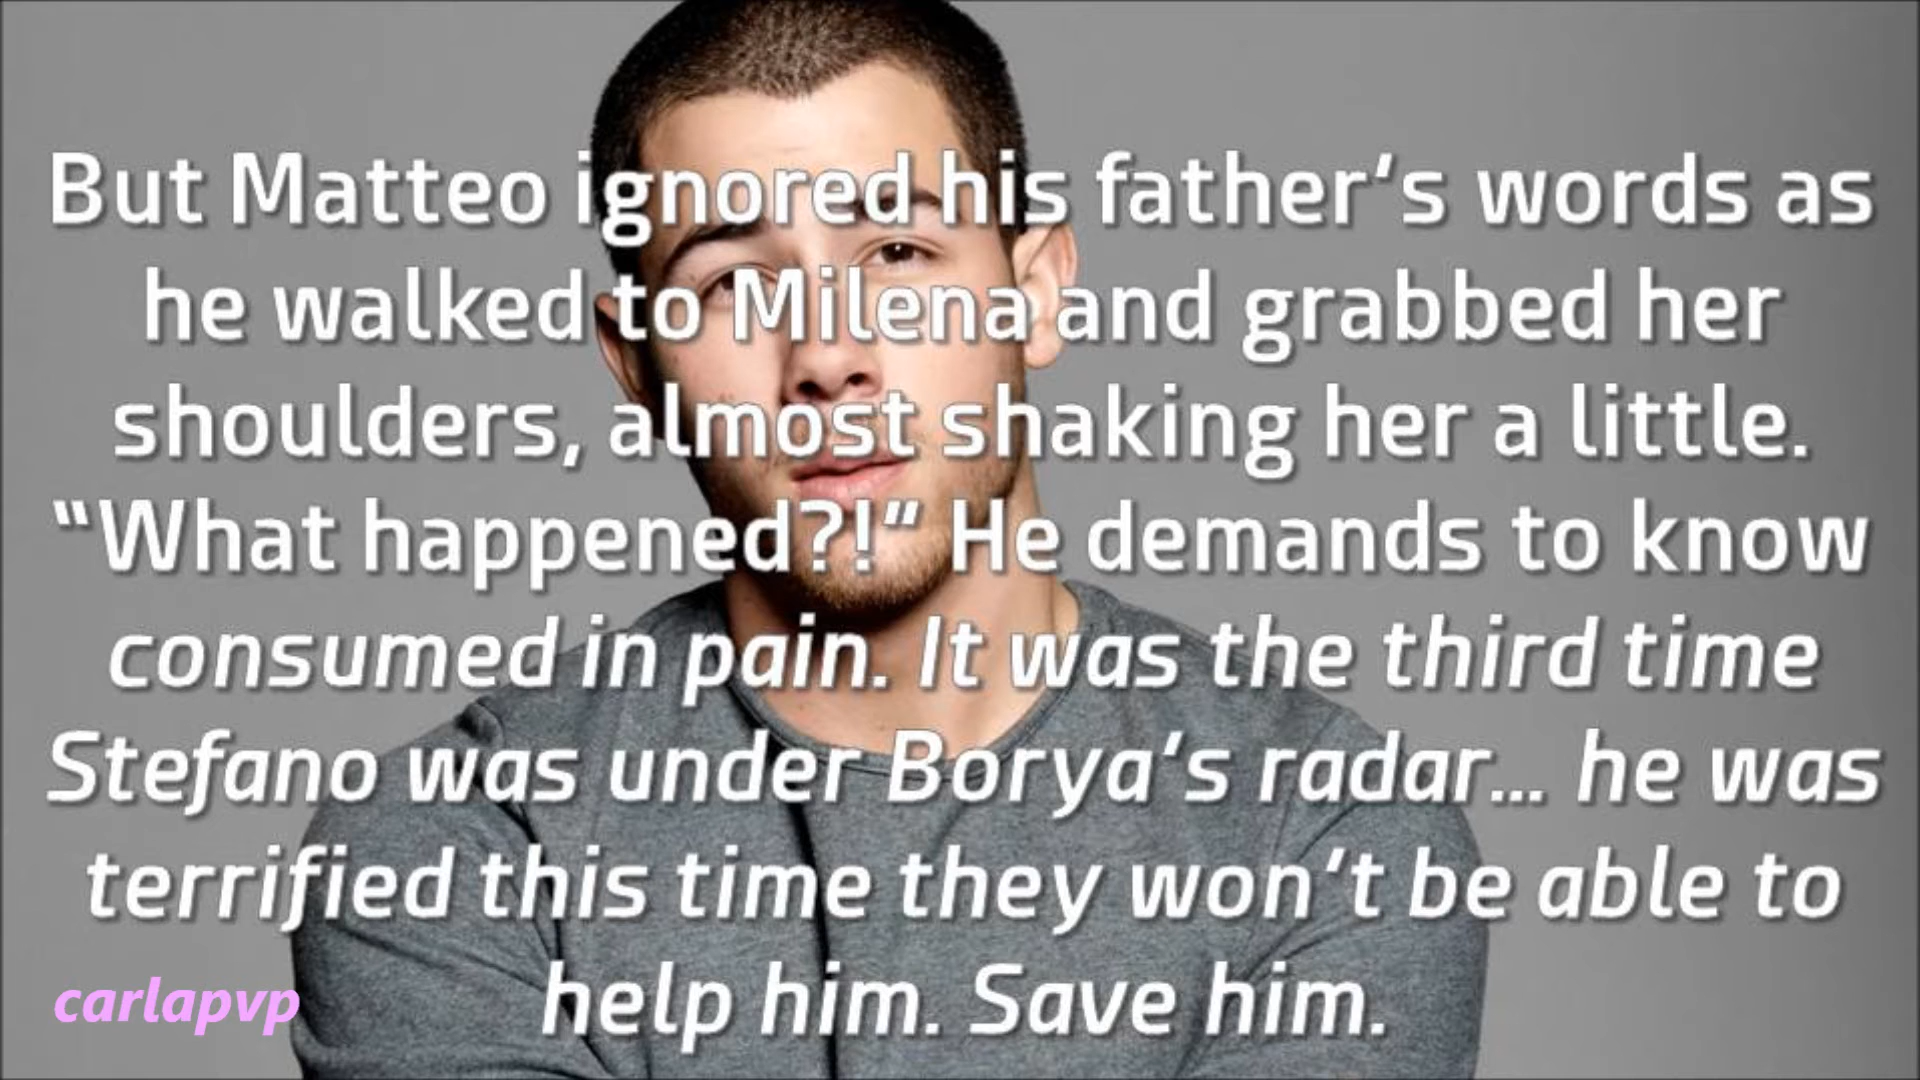 But Matteo ignored his father’s words as
he walked to Milena and grabbed her
shoulders, almost shaking her a little.
“What happened?!” He demands to know
consumed in pain. It was the third time
Stefano was under Borya’s radar... he was
terrified this time they won’t be able to
help him. Save him.
carlapvp